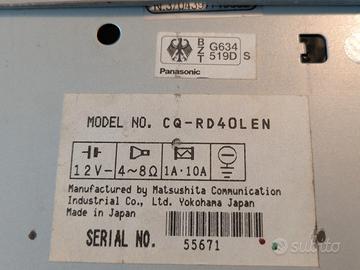 B
Z
T
G634
519D
S
Panasonic
MODEL NO. CQ-RD40LEN
12V⎓ 4~8Ω 1A·10A
Manufactured by Matsushita Communication
Industrial Co., Ltd. Yokohama Japan
Made in Japan
SERIAL NO.
55671
subito